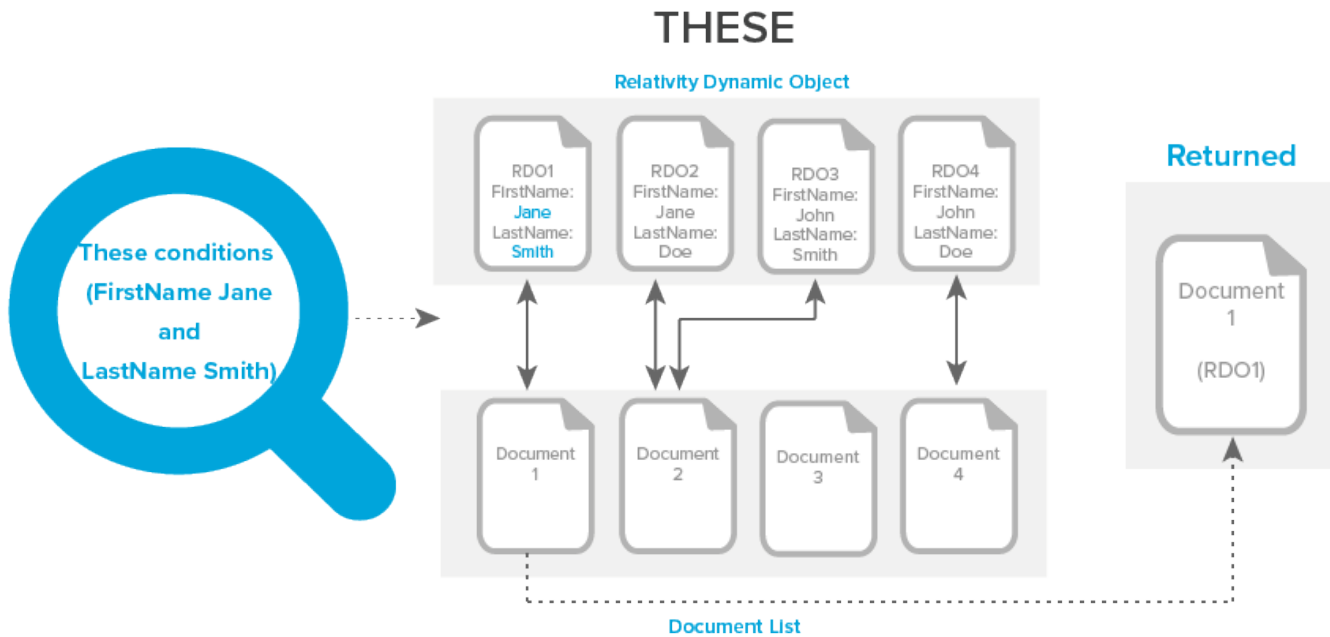 THESE
Relativity Dynamic Object
These conditions
(FirstName Jane
and
LastName Smith)
RDO1
FirstName:
Jane
LastName:
Smith
RDO2
FirstName:
Jane
LastName:
Doe
RDO3
FirstName:
John
LastName:
Smith
RDO4
FirstName:
John
LastName:
Doe
Document
1
Document
2
Document
3
Document
4
Document List
Returned
Document
1
(RDO1)